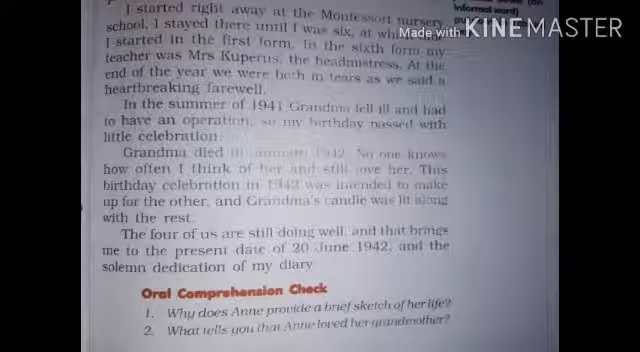 I started right away at the Montessori nursery
school. I stayed there until I was six, at which
I started in the first form. In the sixth form my
teacher was Mrs Kuperus, the headmistress. At the
end of the year we were both in tears as we said a
heartbreaking farewell.
In the summer of 1941 Grandma fell ill and had
to have an operation, so my birthday passed with
little celebration.
Grandma died in January 1942. No one knows
how often I think of her and still love her. This
birthday celebration in 1942 was intended to make
up for the other, and Grandma's candle was lit along
with the rest.
The four of us are still doing well, and that brings
me to the present date of 20 June 1942, and the
solemn dedication of my diary
Oral Comprehension Check
1. Why does Anne provide a brief sketch of her life?
2. What tells you that Anne loved her grandmother?
informal word)
Made with KINEMASTER